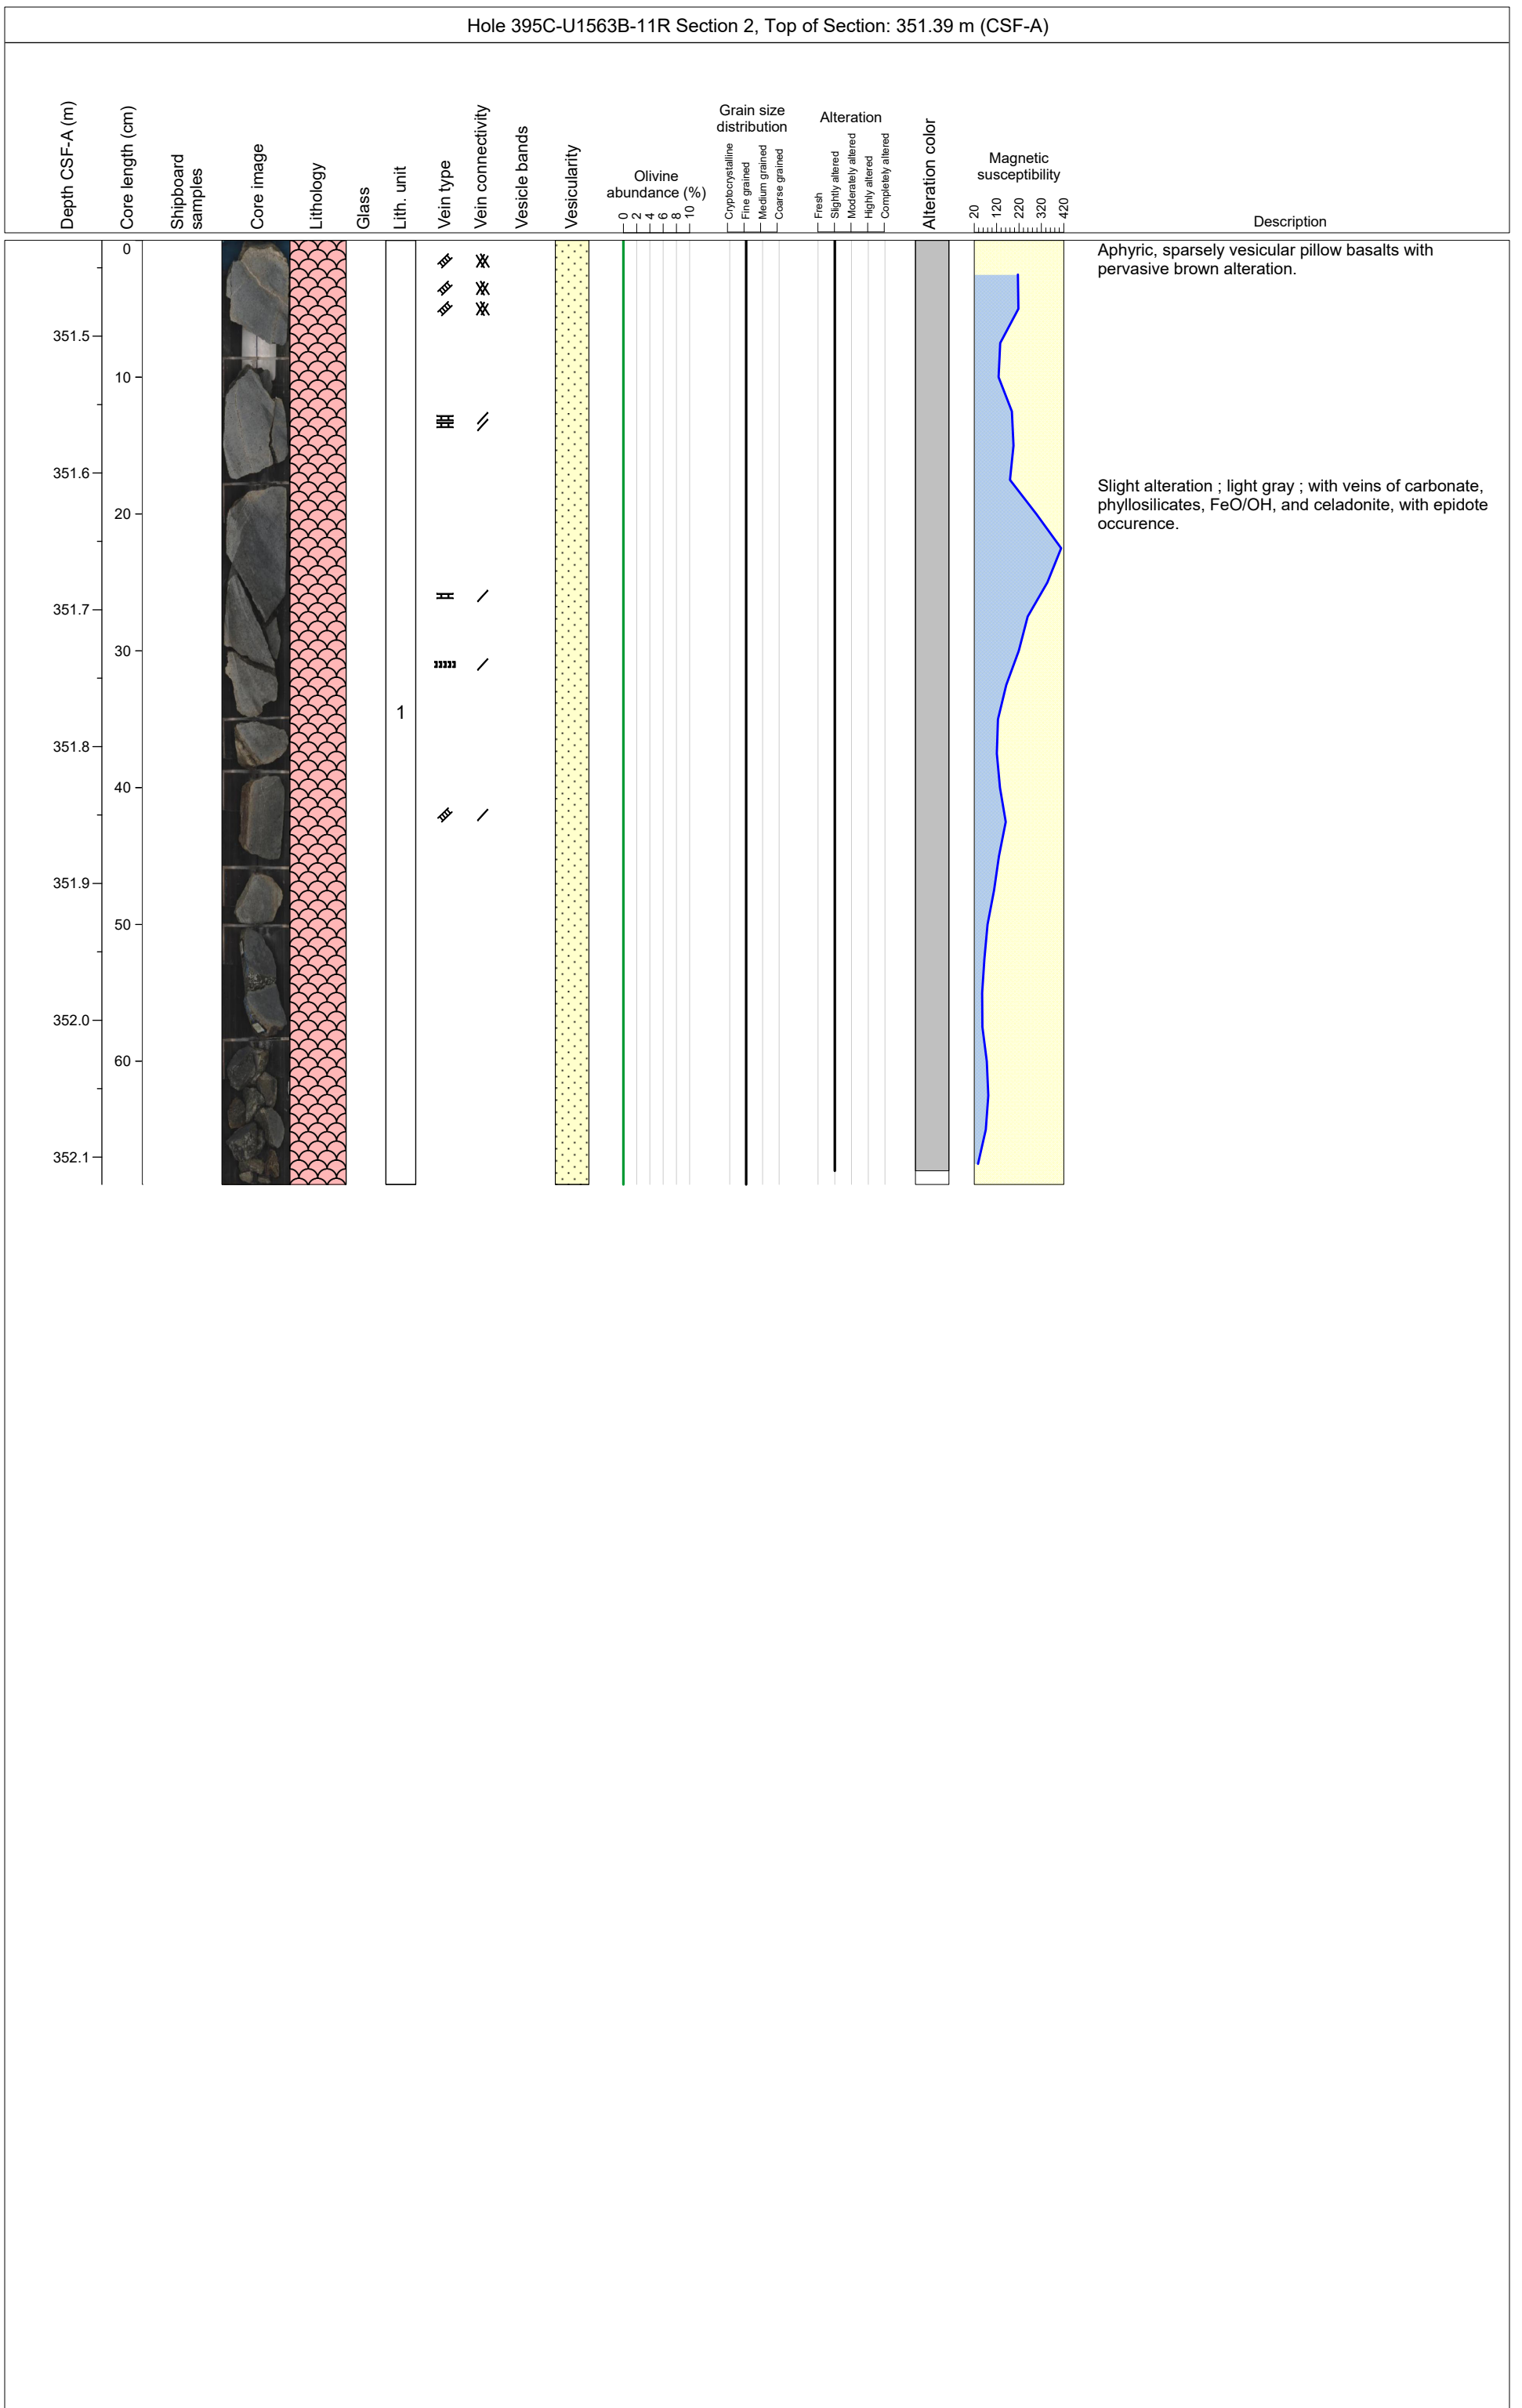 Hole 395C-U1563B-11R Section 2, Top of Section: 351.39 m (CSF-A)
Depth CSF-A (m)
Core length (cm)
Shipboard
samples
Core image
Lithology
Glass
Lith. unit
Vein type
Vein connectivity
Vesicle bands
Vesicularity
Olivine
abundance (%)
0 2 4 6 8 10
Grain size
distribution
Cryptocrystalline
Fine grained
Medium grained
Coarse grained
Alteration
Fresh
Slightly altered
Moderately altered
Highly altered
Completely altered
Alteration color
Magnetic
susceptibility
20 120 220 320 420
Description
0
Aphyric, sparsely vesicular pillow basalts with
pervasive brown alteration.
351.5
10
351.6
Slight alteration ; light gray ; with veins of carbonate,
phyllosilicates, FeO/OH, and celadonite, with epidote
occurence.
20
351.7
30
1
351.8
40
351.9
50
352.0
60
352.1